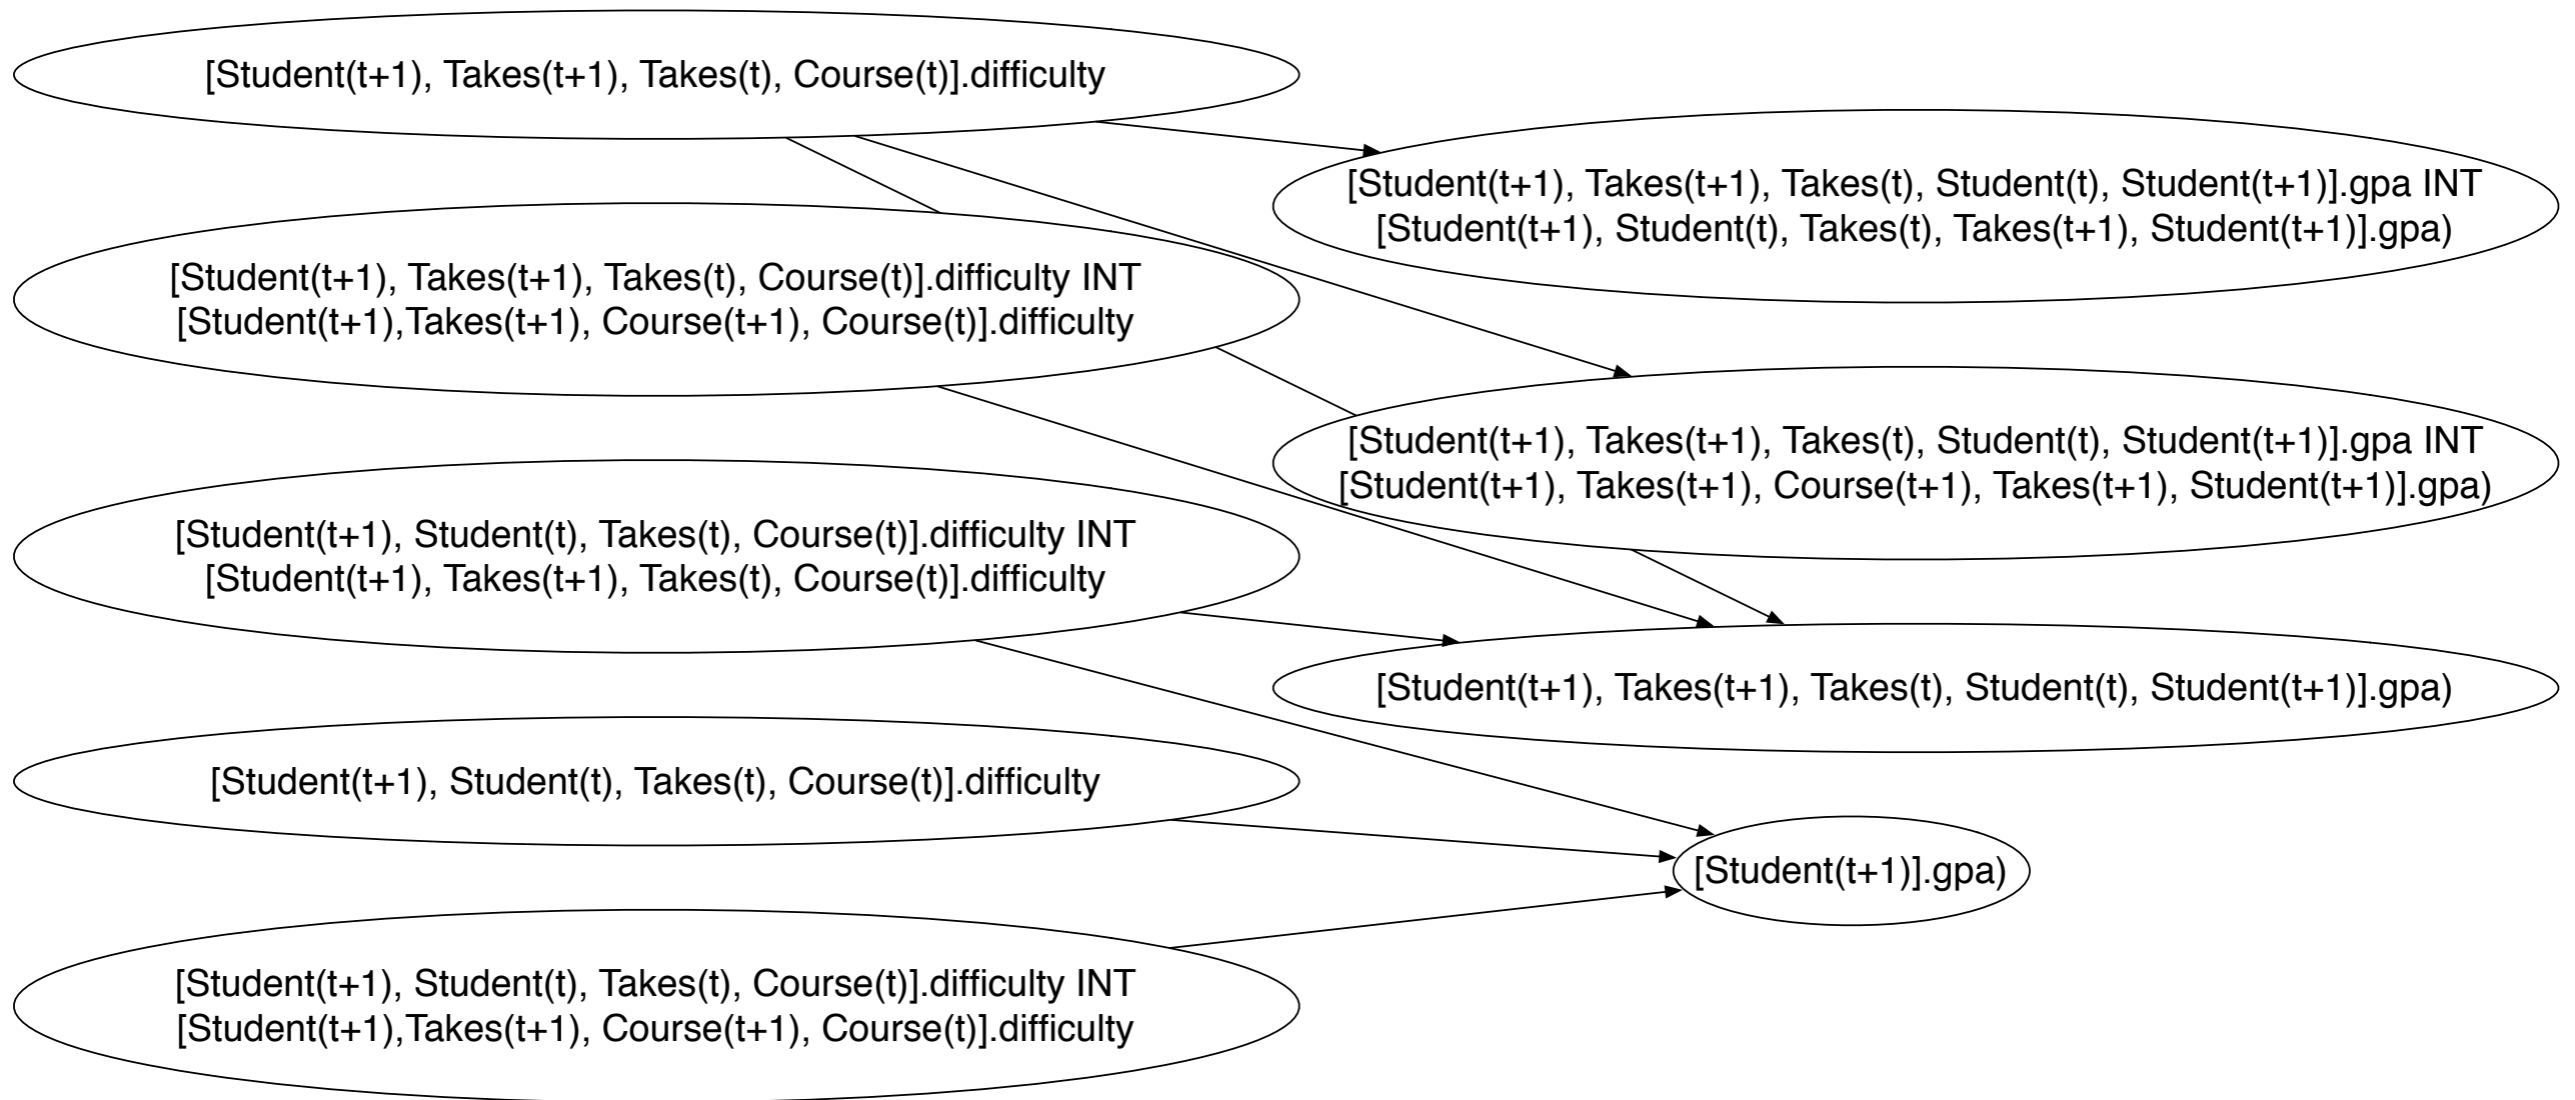 [Student(t+1), Takes(t+1), Takes(t), Course(t)].difficulty
[Student(t+1), Takes(t+1), Takes(t), Student(t), Student(t+1)].gpa INT
[Student(t+1), Student(t), Takes(t), Takes(t+1), Student(t+1)].gpa)
[Student(t+1), Takes(t+1), Takes(t), Course(t)].difficulty INT
[Student(t+1),Takes(t+1), Course(t+1), Course(t)].difficulty
[Student(t+1), Takes(t+1), Takes(t), Student(t), Student(t+1)].gpa INT
[Student(t+1), Takes(t+1), Course(t+1), Takes(t+1), Student(t+1)].gpa)
[Student(t+1), Student(t), Takes(t), Course(t)].difficulty INT
[Student(t+1), Takes(t+1), Takes(t), Course(t)].difficulty
[Student(t+1), Takes(t+1), Takes(t), Student(t), Student(t+1)].gpa)
[Student(t+1), Student(t), Takes(t), Course(t)].difficulty
[Student(t+1)].gpa)
[Student(t+1), Student(t), Takes(t), Course(t)].difficulty INT
[Student(t+1),Takes(t+1), Course(t+1), Course(t)].difficulty